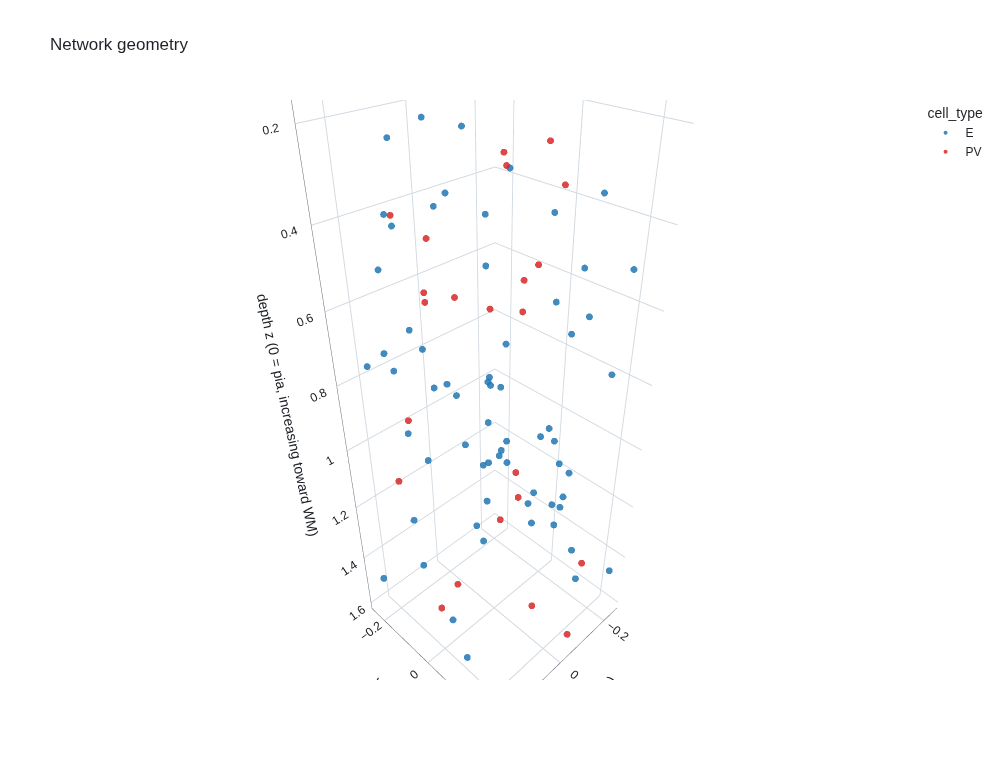 Network geometry
cell_type
E
PV
0.2
0.4
0.6
0.8
1
1.2
1.4
1.6
depth z (0 = pia, increasing toward WM)
−0.2
0
−0.2
0